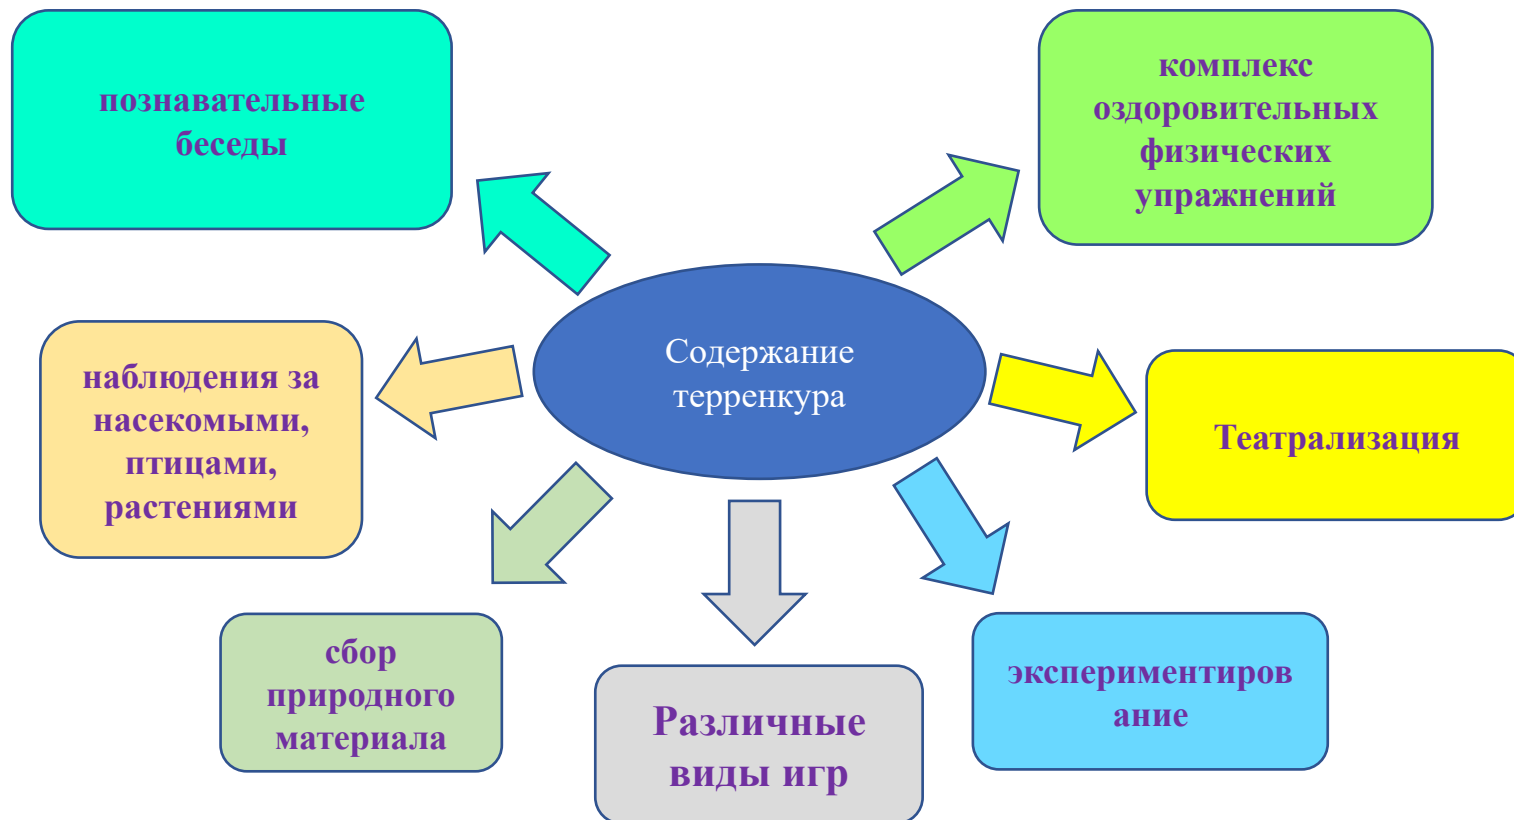 познавательные
беседы
комплекс
оздоровительных
физических
упражнений
Содержание
терренкура
наблюдения за
насекомыми,
птицами,
растениями
Театрализация
сбор
природного
материала
Различные
виды игр
экспериментиров
ание